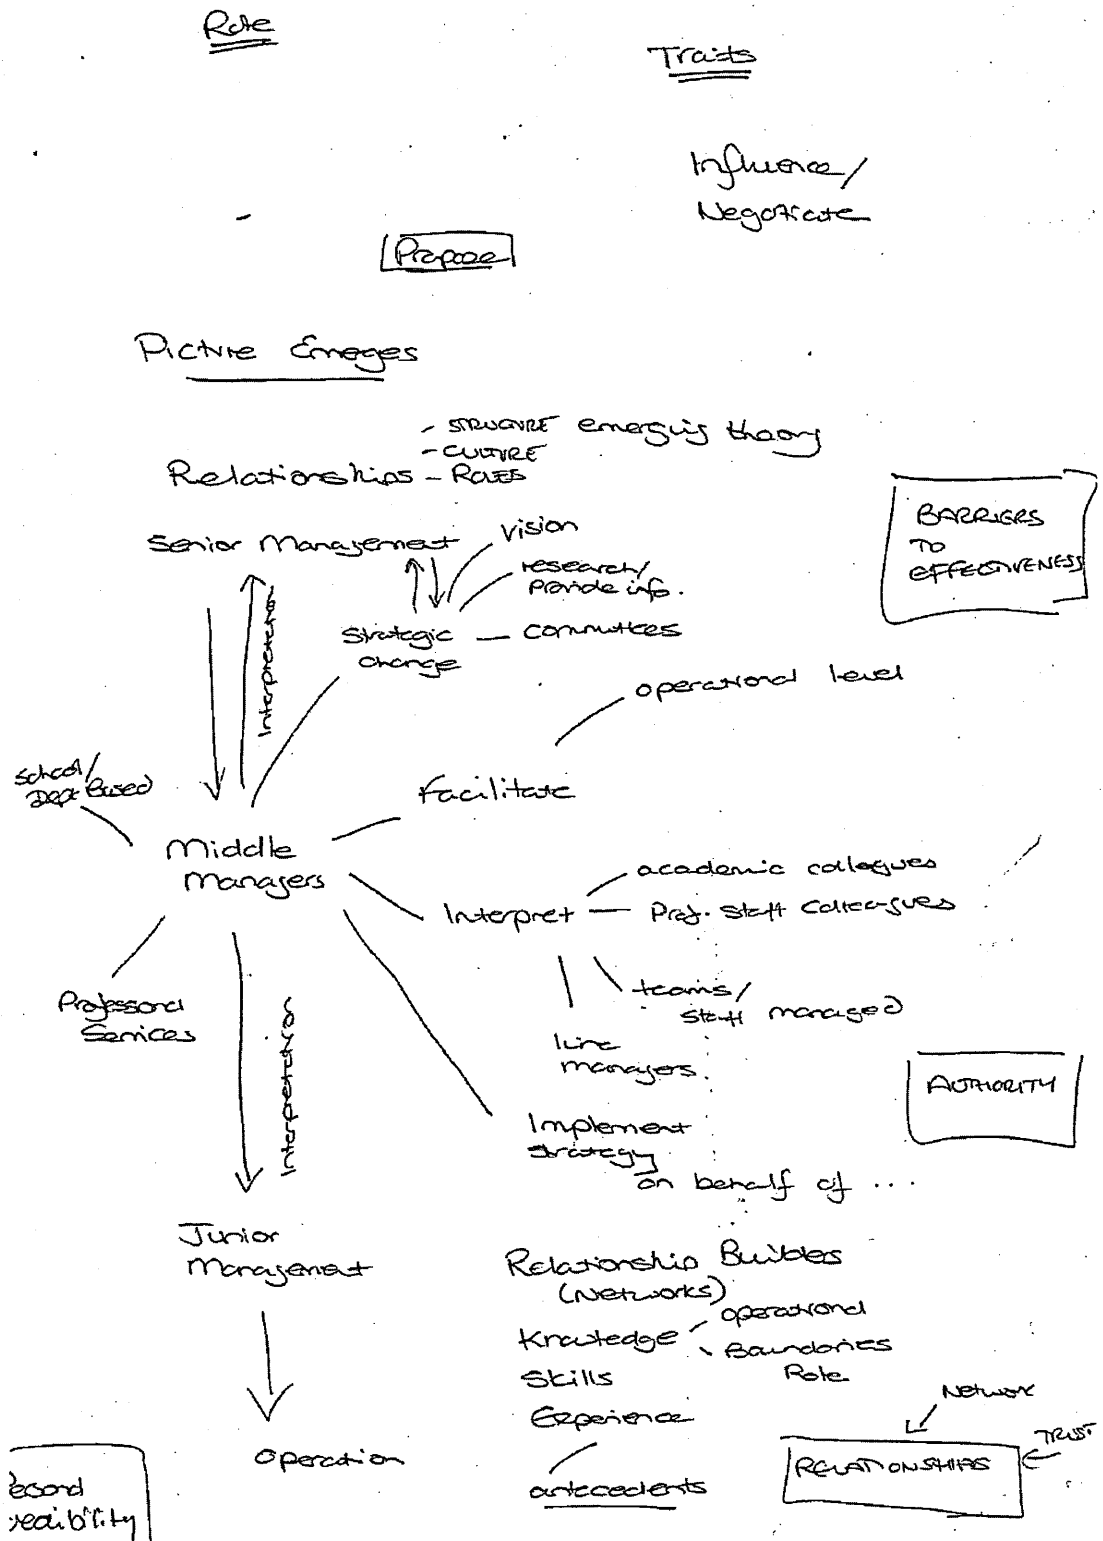 Role
Traits
Influence/
Negotiate
Propose
Picture Emeges
- STRUCTURE emerging theory
- CULTURE
Relationships - ROLES
BARRIERS
TO
EFFECTIVENESS
Senior Management
Vision
research/
provide info.
Strategic
change
committees
Interpretation
operational level
School/
Dept Based
Facilitate
Middle
Managers
academic collegues
Interpret
Prof. Staff Colleagues
Professional
Services
teams/
staff managed
line
managers
Interpretation
AUTHORITY
Implement
strategy
on behalf of ...
Junior
Management
Relationship Builders
(Networks)
operational
Knowledge
Boundaries
Role
Skills
Experience
Network
TRUST
Operation
RELATIONSHIPS
antecedents